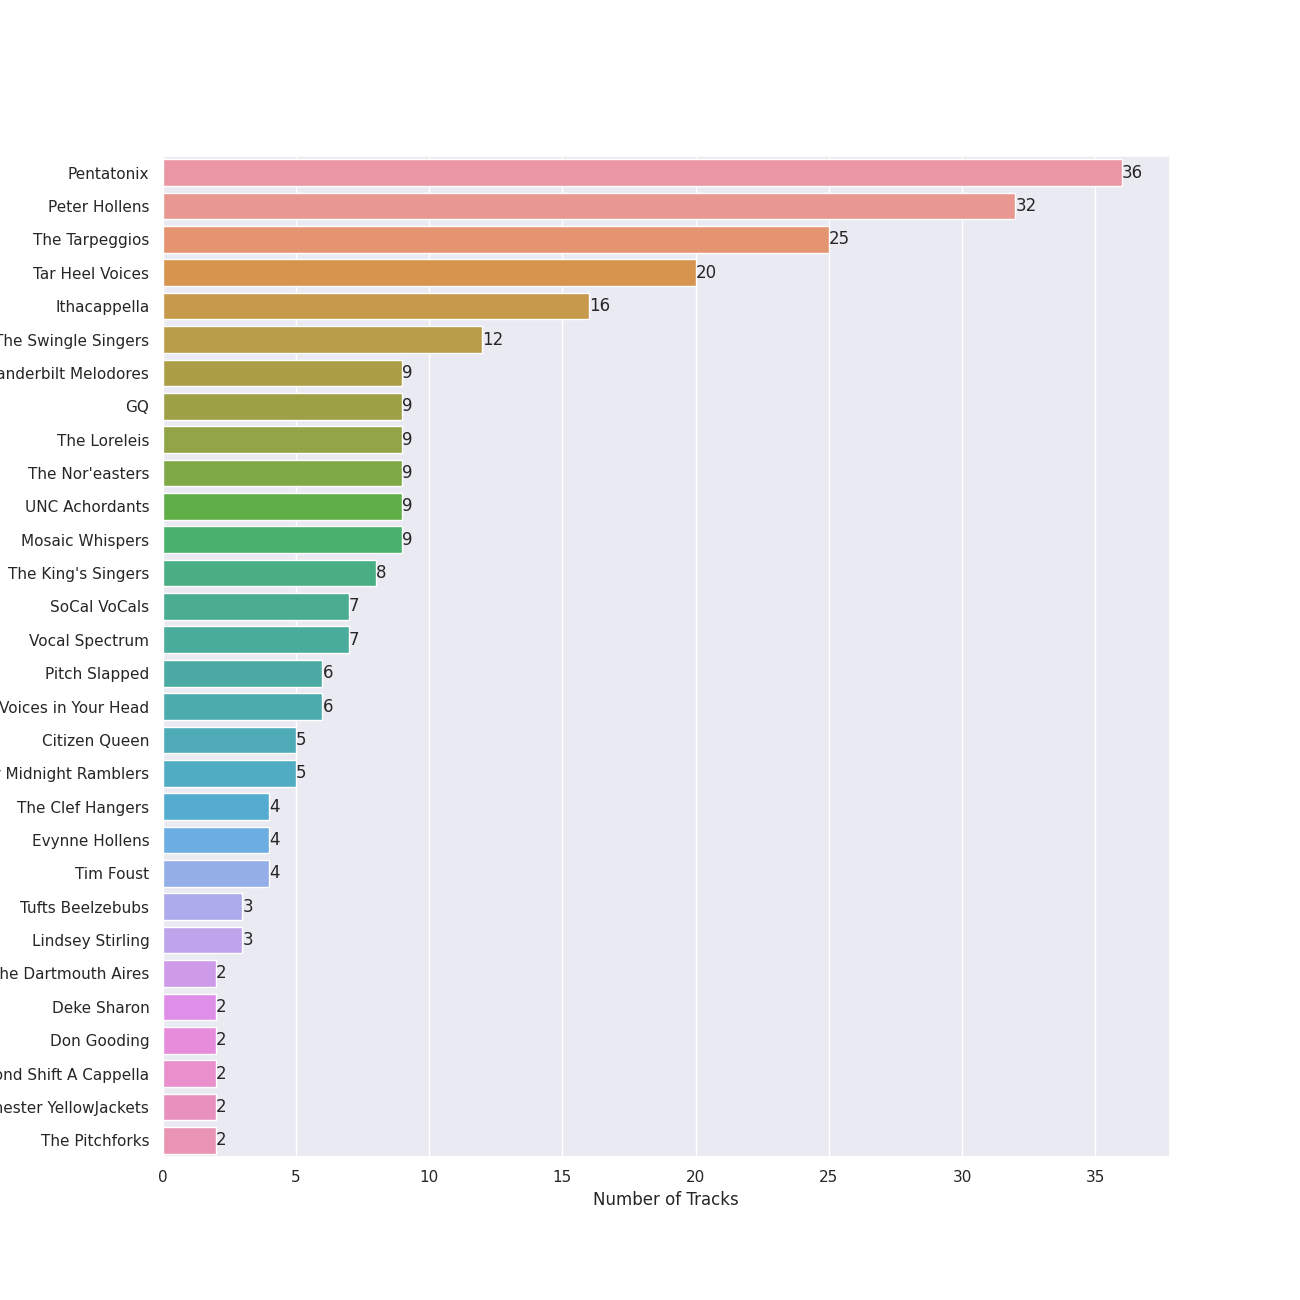 Pentatonix 36
Peter Hollens 32
The Tarpeggios 25
Tar Heel Voices 20
Ithacappella 16
The Swingle Singers 12
Melodores 9
GQ 9
The Loreleis 9
The Nor'easters 9
UNC Achordants 9
Mosaic Whispers 9
The King's Singers 8
SoCal VoCals 7
Vocal Spectrum 7
Pitch Slapped 6
Voices in Your Head 6
Citizen Queen 5
Midnight Ramblers 5
The Clef Hangers 4
Evynne Hollens 4
Tim Foust 4
Tufts Beelzebubs 3
Lindsey Stirling 3
Dartmouth Aires 2
Deke Sharon 2
Don Gooding 2
Shift A Cappella 2
YellowJackets 2
The Pitchforks 2
0 5 10 15 20 25 30 35
Number of Tracks